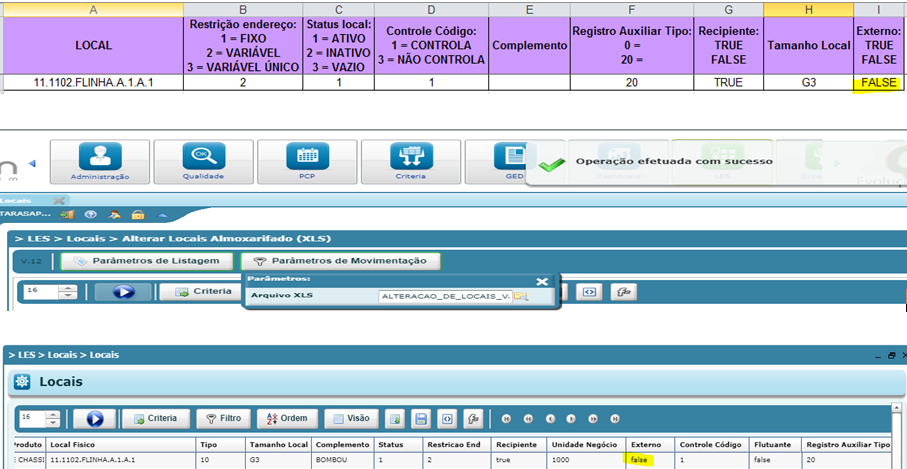 A B C D E F G H I
LOCAL
Restrição endereço:
1 = FIXO
2 = VARIÁVEL
3 = VARIÁVEL ÚNICO
Status local:
1 = ATIVO
2 = INATIVO
3 = VAZIO
Controle Código:
1 = CONTROLA
3 = NÃO CONTROLA
Complemento
Registro Auxiliar Tipo:
0 =
20 =
Recipiente:
TRUE
FALSE
Tamanho Local
Externo:
TRUE
FALSE
11.1102.FLINHA.A.1.A.1 2 1 1 20 TRUE G3 FALSE
Administração Qualidade PCP Criteria GED
Operação efetuada com sucesso
Locais
TARASAP...
> LES > Locais > Alterar Locais Almoxarifado (XLS)
V.12 Parâmetros de Listagem Parâmetros de Movimentação
Parâmetros:
16 Criteria
Arquivo XLS ALTERACAO_DE_LOCAIS_V.
> LES > Locais > Locais
Locais
16 Criteria Filtro Ordem Visão
roduto Local Fisico Tipo Tamanho Local Complemento Status Restricao End Recipiente Unidade Negócio Externo Controle Código Flutuante Registro Auxiliar Tipo
CHASSI 11.1102.FLINHA.A.1.A.1 10 G3 BOMBOU 1 2 true 1000 false 1 false 20